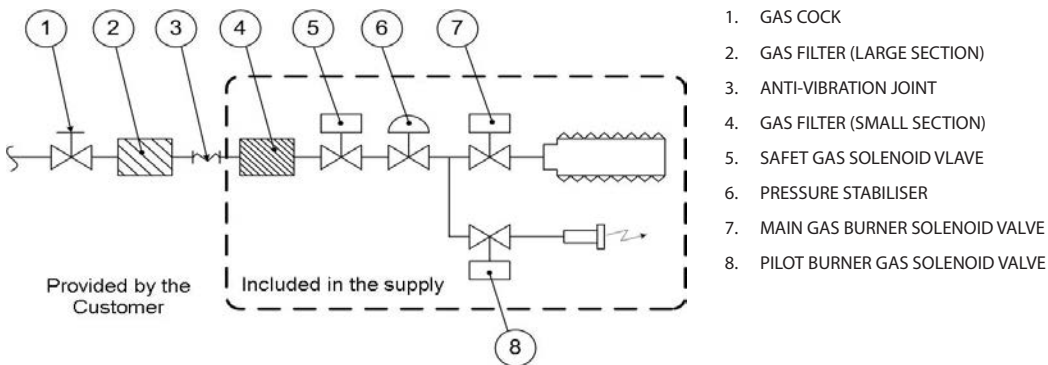 1
2
3
4
5
6
7
Provided by the
Customer
Included in the supply
8
1. GAS COCK
2. GAS FILTER (LARGE SECTION)
3. ANTI-VIBRATION JOINT
4. GAS FILTER (SMALL SECTION)
5. SAFET GAS SOLENOID VLAVE
6. PRESSURE STABILISER
7. MAIN GAS BURNER SOLENOID VALVE
8. PILOT BURNER GAS SOLENOID VALVE